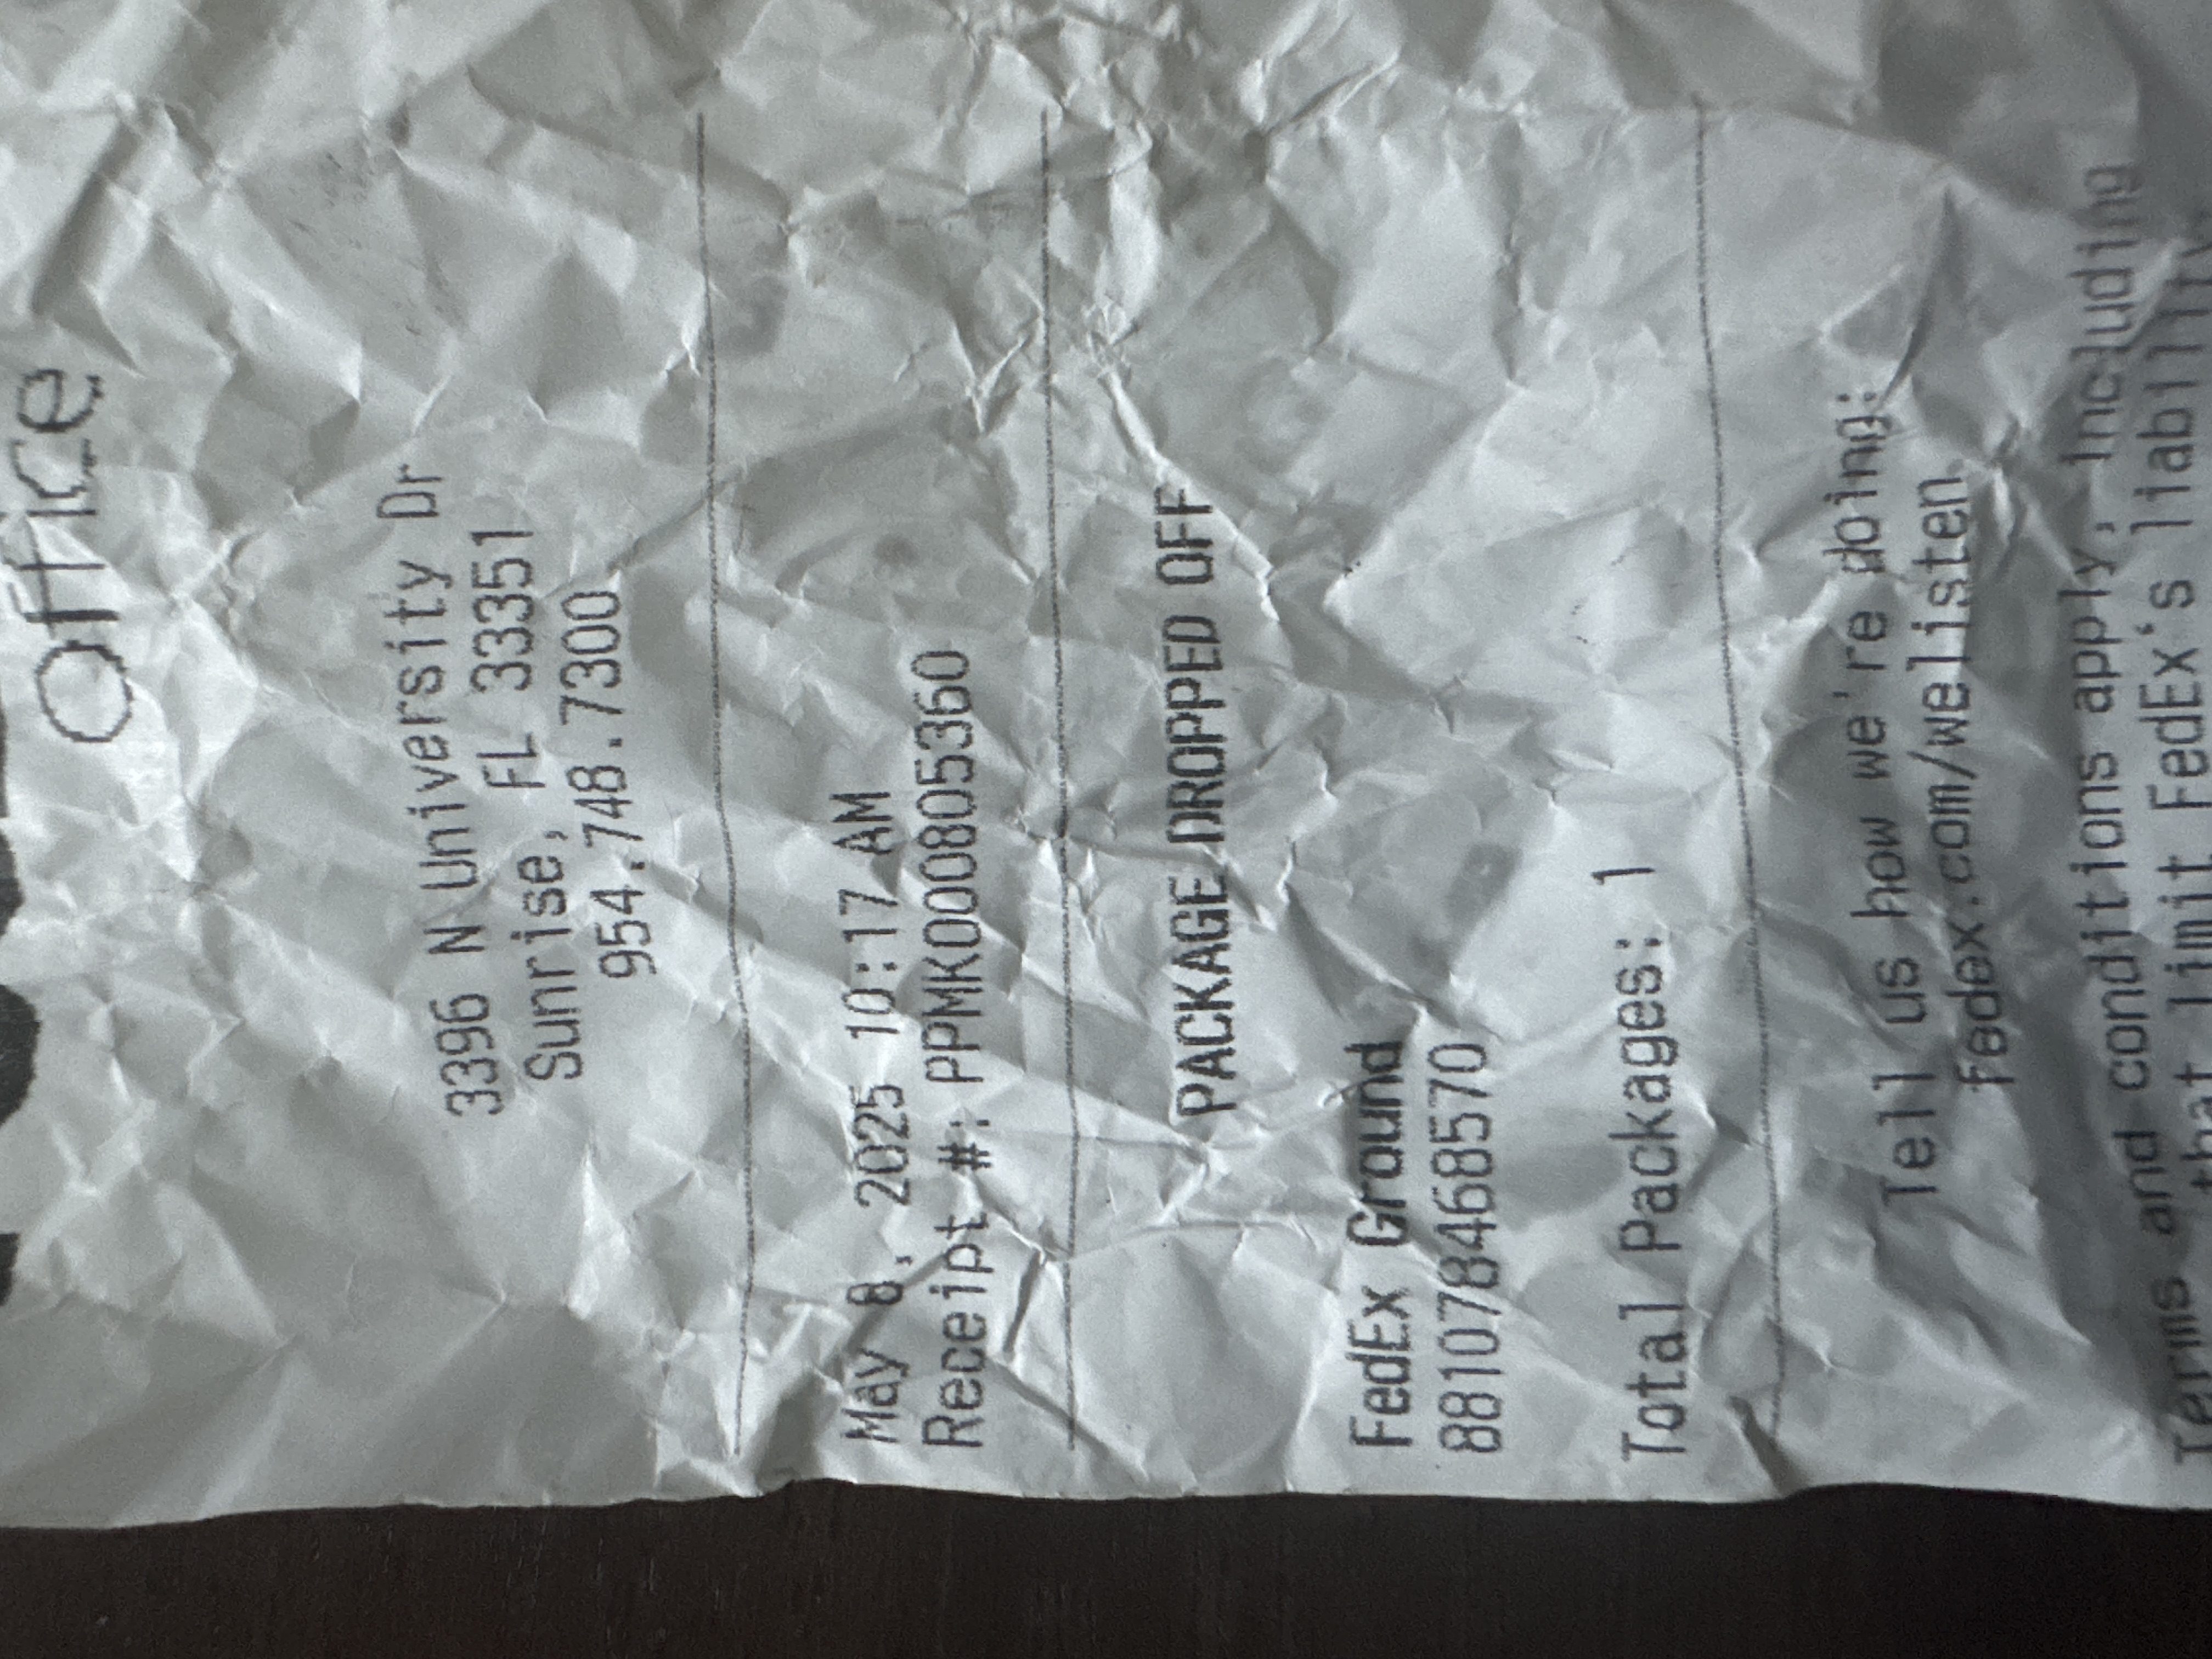 Office
3396 N University Dr
Sunrise, FL 33351
954.748.7300
May 8, 2025 10:17 AM
Receipt #: PPMK0008053360
PACKAGE DROPPED OFF
FedEx Ground
881078468570
Total Packages: 1
Tell us how we're doing:
fedex.com/welisten
Terms and conditions apply, including
that limit FedEx's liability.